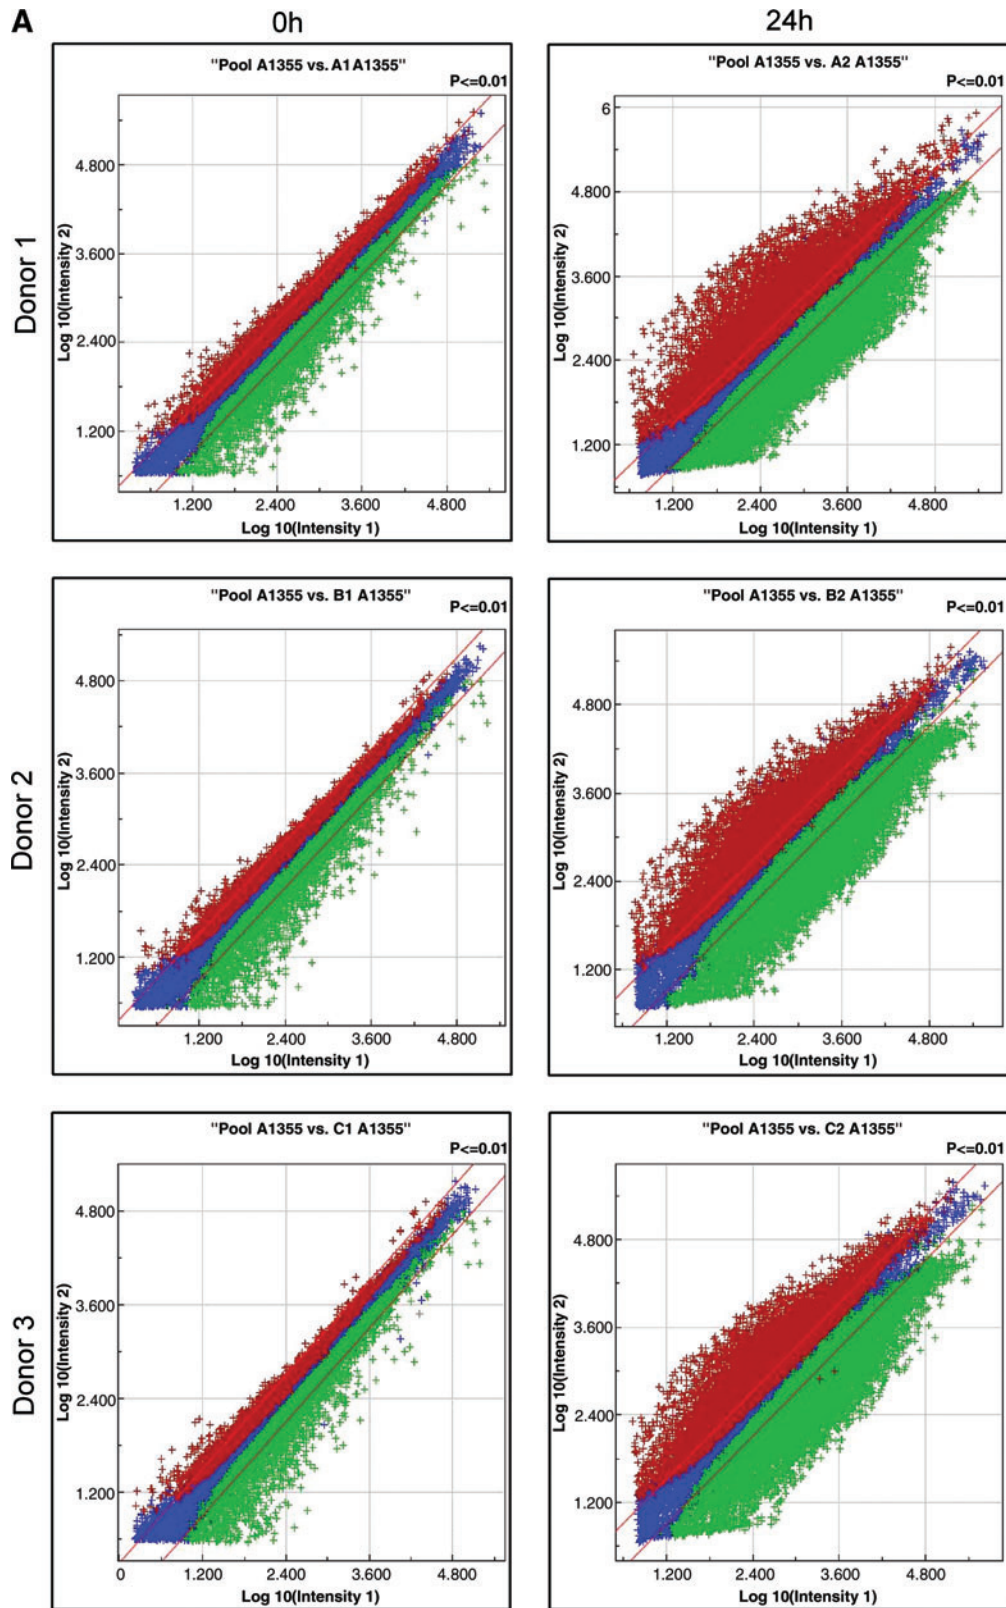 A
0h
24h
Donor 1
"Pool A1355 vs. A1 A1355"
P<=0.01
Log 10(Intensity 2)
4.800
3.600
2.400
1.200
1.200 2.400 3.600 4.800
Log 10(Intensity 1)
"Pool A1355 vs. A2 A1355"
P<=0.01
Log 10(Intensity 2)
6
4.800
3.600
2.400
1.200
1.200 2.400 3.600 4.800
Log 10(Intensity 1)
Donor 2
"Pool A1355 vs. B1 A1355"
P<=0.01
Log 10(Intensity 2)
4.800
3.600
2.400
1.200
1.200 2.400 3.600 4.800
Log 10(Intensity 1)
"Pool A1355 vs. B2 A1355"
P<=0.01
Log 10(Intensity 2)
4.800
3.600
2.400
1.200
1.200 2.400 3.600 4.800
Log 10(Intensity 1)
Donor 3
"Pool A1355 vs. C1 A1355"
P<=0.01
Log 10(Intensity 2)
4.800
3.600
2.400
1.200
0 1.200 2.400 3.600 4.800
Log 10(Intensity 1)
"Pool A1355 vs. C2 A1355"
P<=0.01
Log 10(Intensity 2)
4.800
3.600
2.400
1.200
1.200 2.400 3.600 4.800
Log 10(Intensity 1)